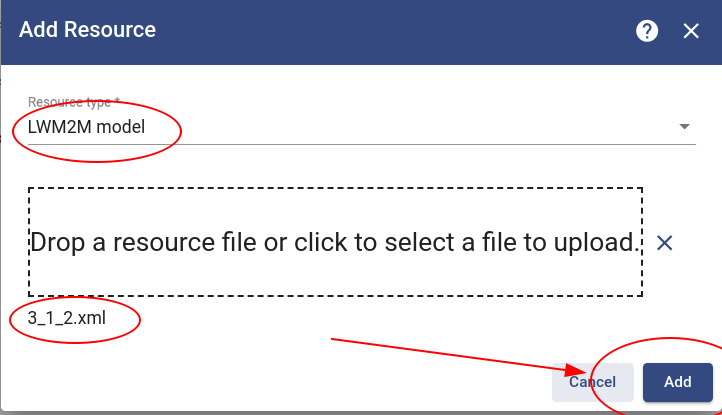 Add Resource
Resource type *
LWM2M model
Drop a resource file or click to select a file to upload.
3_1_2.xml
Cancel
Add